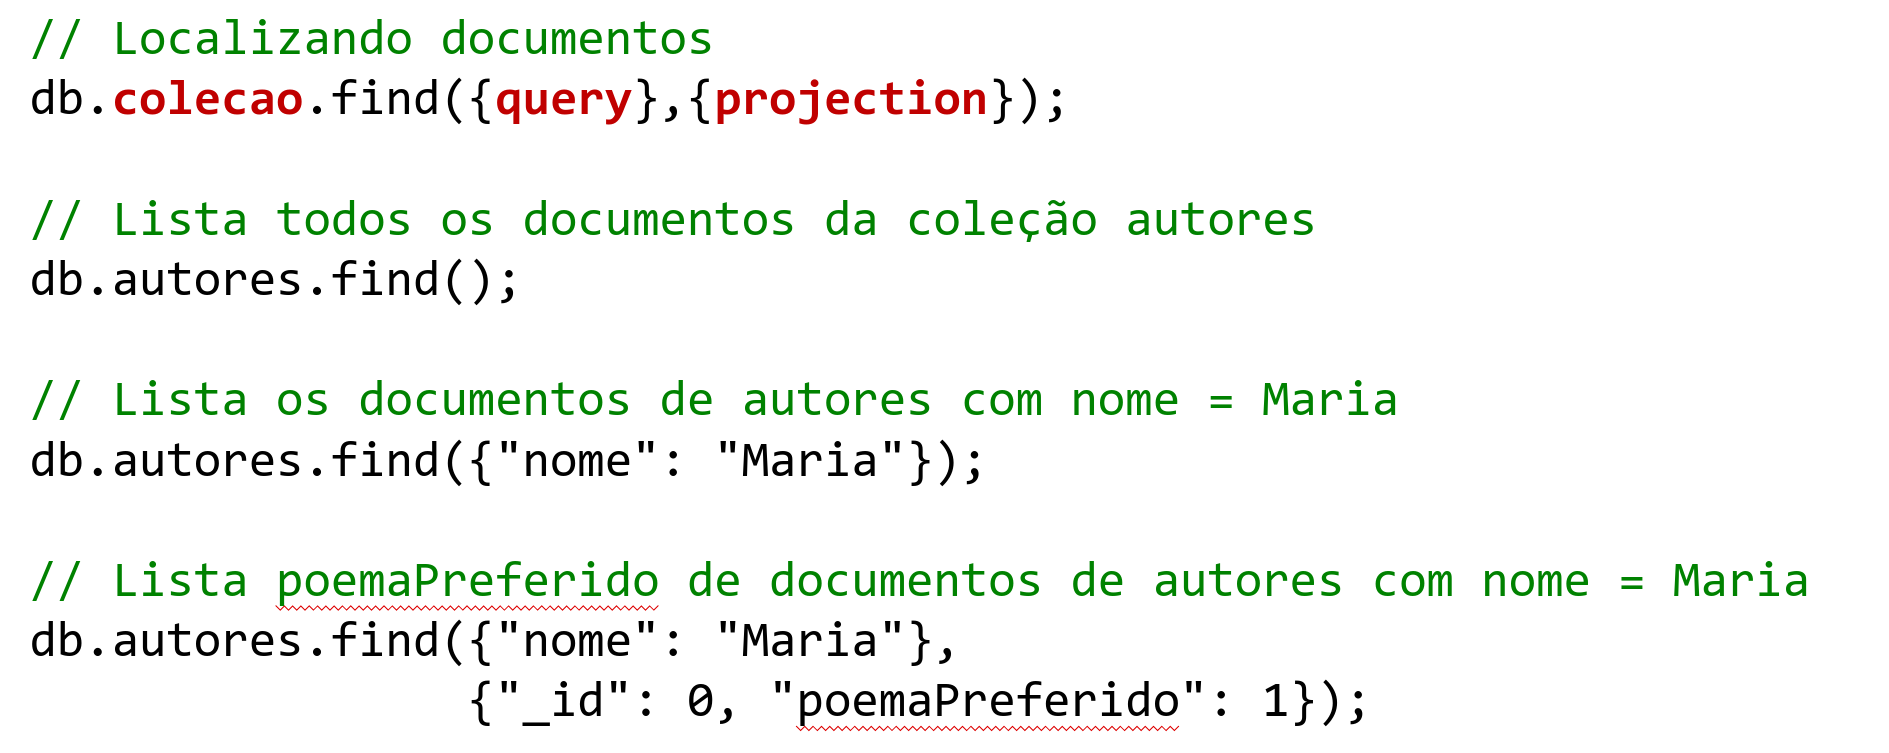 // Localizando documentos
db.colecao.find({query},{projection});
// Lista todos os documentos da coleção autores
db.autores.find();
// Lista os documentos de autores com nome = Maria
db.autores.find({"nome": "Maria"});
// Lista poemaPreferido de documentos de autores com nome = Maria
db.autores.find({"nome": "Maria"},
{"_id": 0, "poemaPreferido": 1});